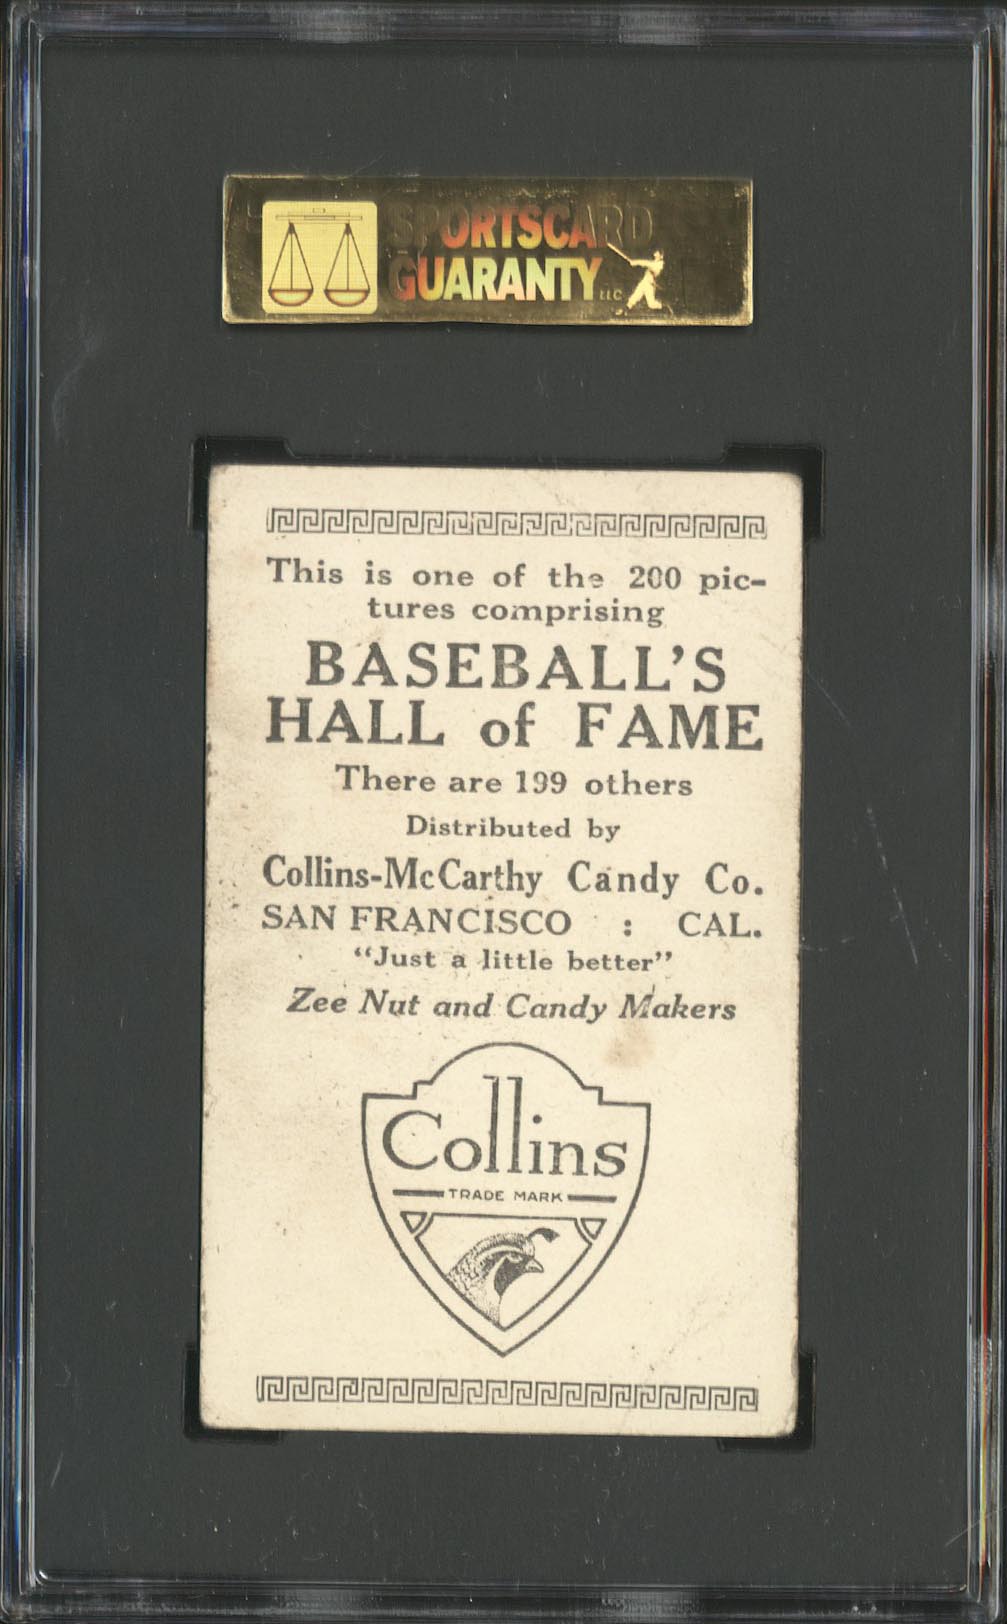 SPORTSCARD
GUARANTY LLC
This is one of the 200 pic-
tures comprising
BASEBALL'S
HALL of FAME
There are 199 others
Distributed by
Collins-McCarthy Candy Co.
SAN FRANCISCO : CAL.
"Just a little better"
Zee Nut and Candy Makers
Collins
TRADE MARK